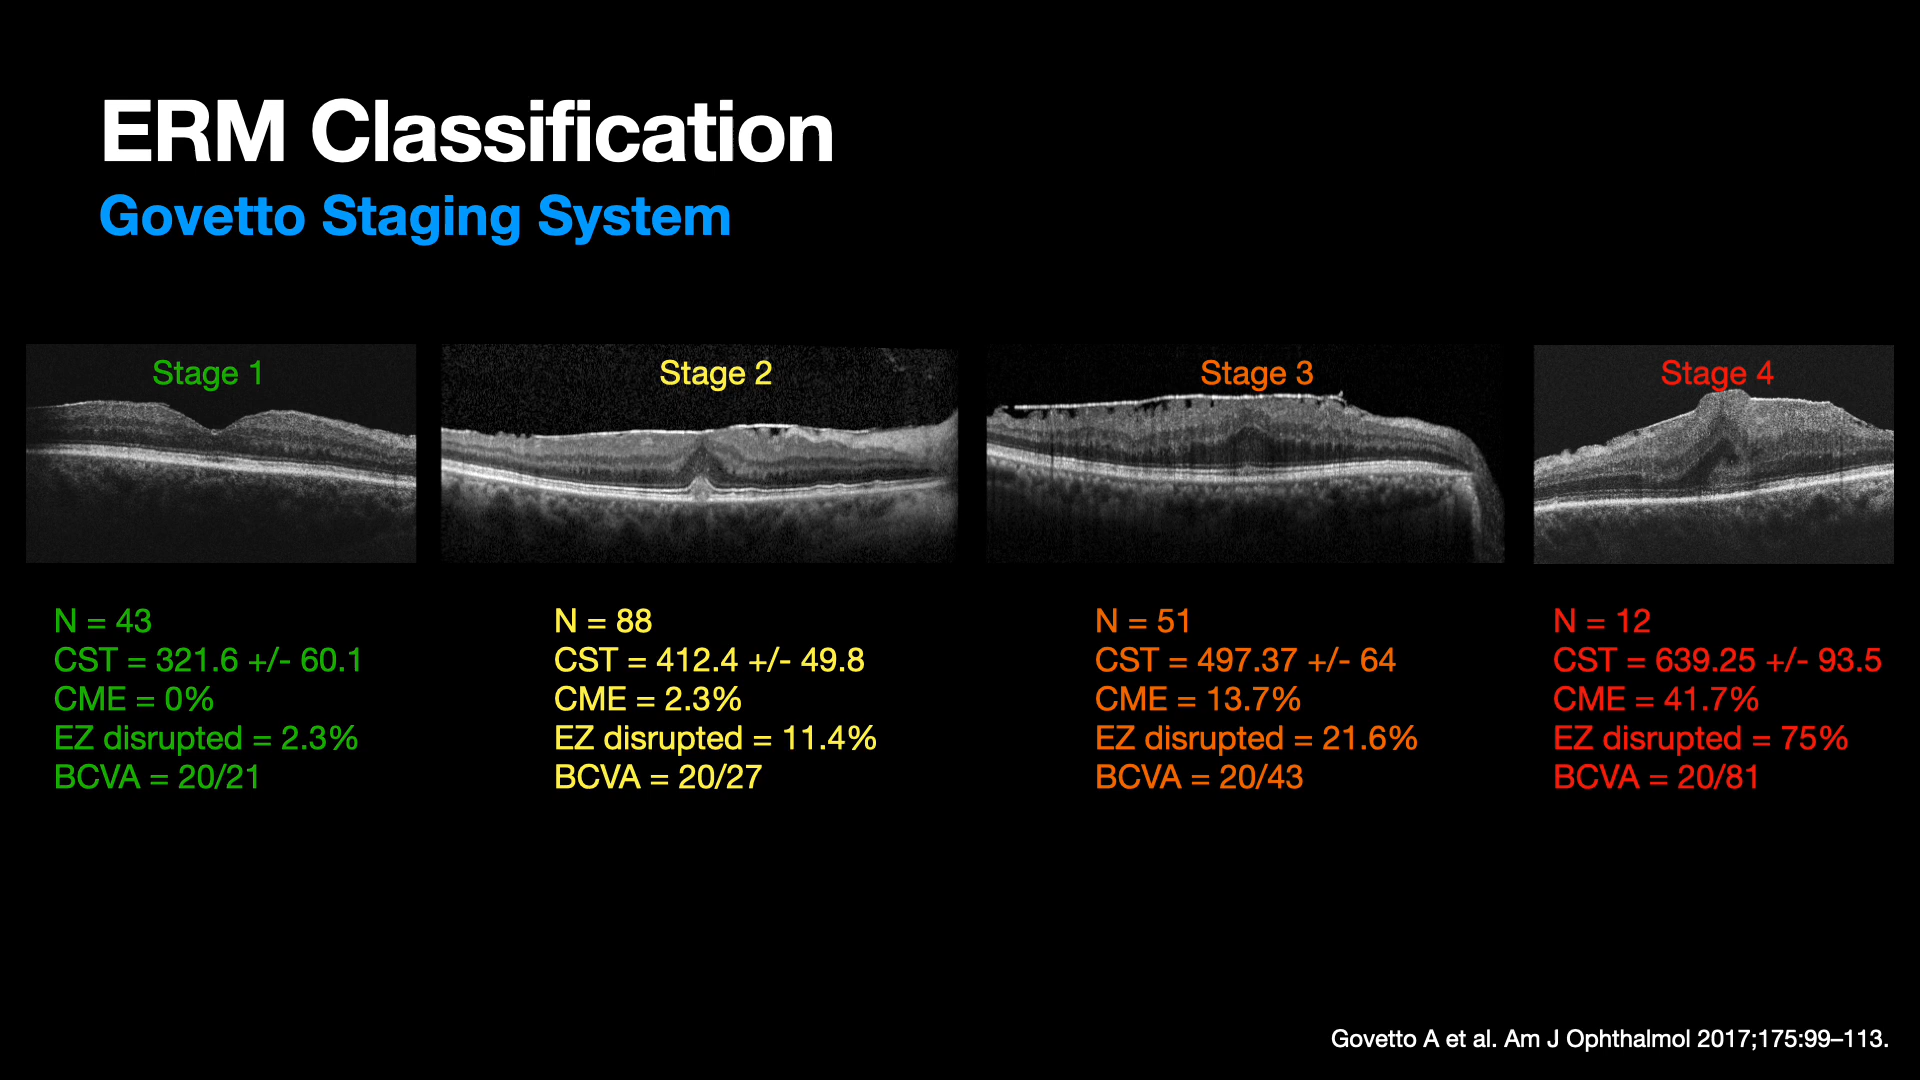 ERM Classification
Govetto Staging System
Stage 1
Stage 2
Stage 3
Stage 4
N = 43
CST = 321.6 +/- 60.1
CME = 0%
EZ disrupted = 2.3%
BCVA = 20/21
N = 88
CST = 412.4 +/- 49.8
CME = 2.3%
EZ disrupted = 11.4%
BCVA = 20/27
N = 51
CST = 497.37 +/- 64
CME = 13.7%
EZ disrupted = 21.6%
BCVA = 20/43
N = 12
CST = 639.25 +/- 93.5
CME = 41.7%
EZ disrupted = 75%
BCVA = 20/81
Govetto A et al. Am J Ophthalmol 2017;175:99–113.